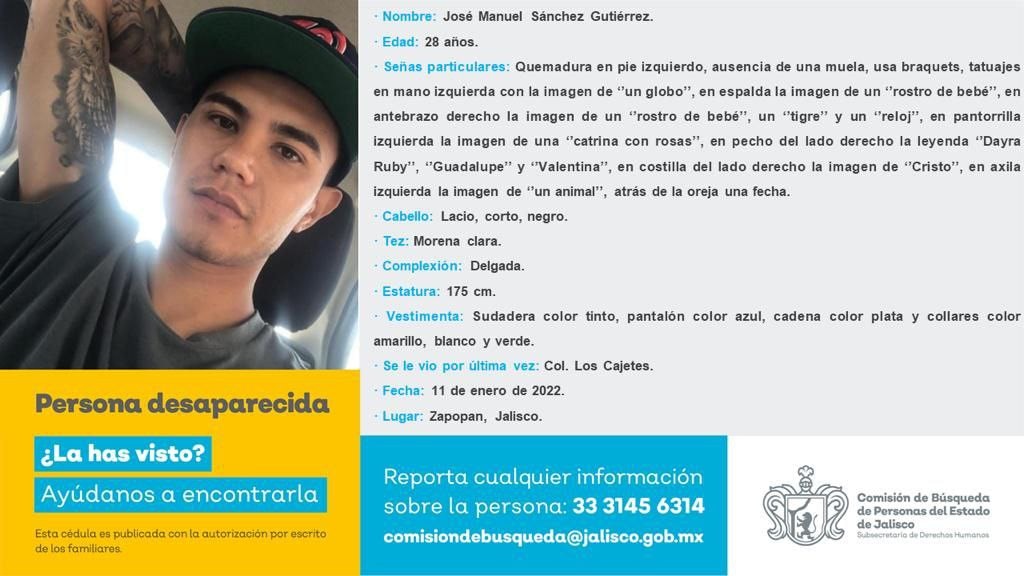 · Nombre: José Manuel Sánchez Gutiérrez.
· Edad: 28 años.
· Señas particulares: Quemadura en pie izquierdo, ausencia de una muela, usa braquets, tatuajes
en mano izquierda con la imagen de ‘‘un globo’’, en espalda la imagen de un ‘‘rostro de bebé’’, en
antebrazo derecho la imagen de un ‘‘rostro de bebé’’, un ‘‘tigre’’ y un ‘‘reloj’’, en pantorrilla
izquierda la imagen de una ‘‘catrina con rosas’’, en pecho del lado derecho la leyenda ‘‘Dayra
Ruby’’, ‘‘Guadalupe’’ y ‘‘Valentina’’, en costilla del lado derecho la imagen de ‘‘Cristo’’, en axila
izquierda la imagen de ‘‘un animal’’, atrás de la oreja una fecha.
· Cabello: Lacio, corto, negro.
· Tez: Morena clara.
· Complexión: Delgada.
· Estatura: 175 cm.
· Vestimenta: Sudadera color tinto, pantalón color azul, cadena color plata y collares color
amarillo, blanco y verde.
· Se le vio por última vez: Col. Los Cajetes.
· Fecha: 11 de enero de 2022.
· Lugar: Zapopan, Jalisco.
Persona desaparecida
¿La has visto?
Ayúdanos a encontrarla
Esta cédula es publicada con la autorización por escrito
de los familiares.
Reporta cualquier información
sobre la persona: 33 3145 6314
comisiondebusqueda@jalisco.gob.mx
Comisión de Búsqueda
de Personas del Estado
de Jalisco
Subsecretaría de Derechos Humanos